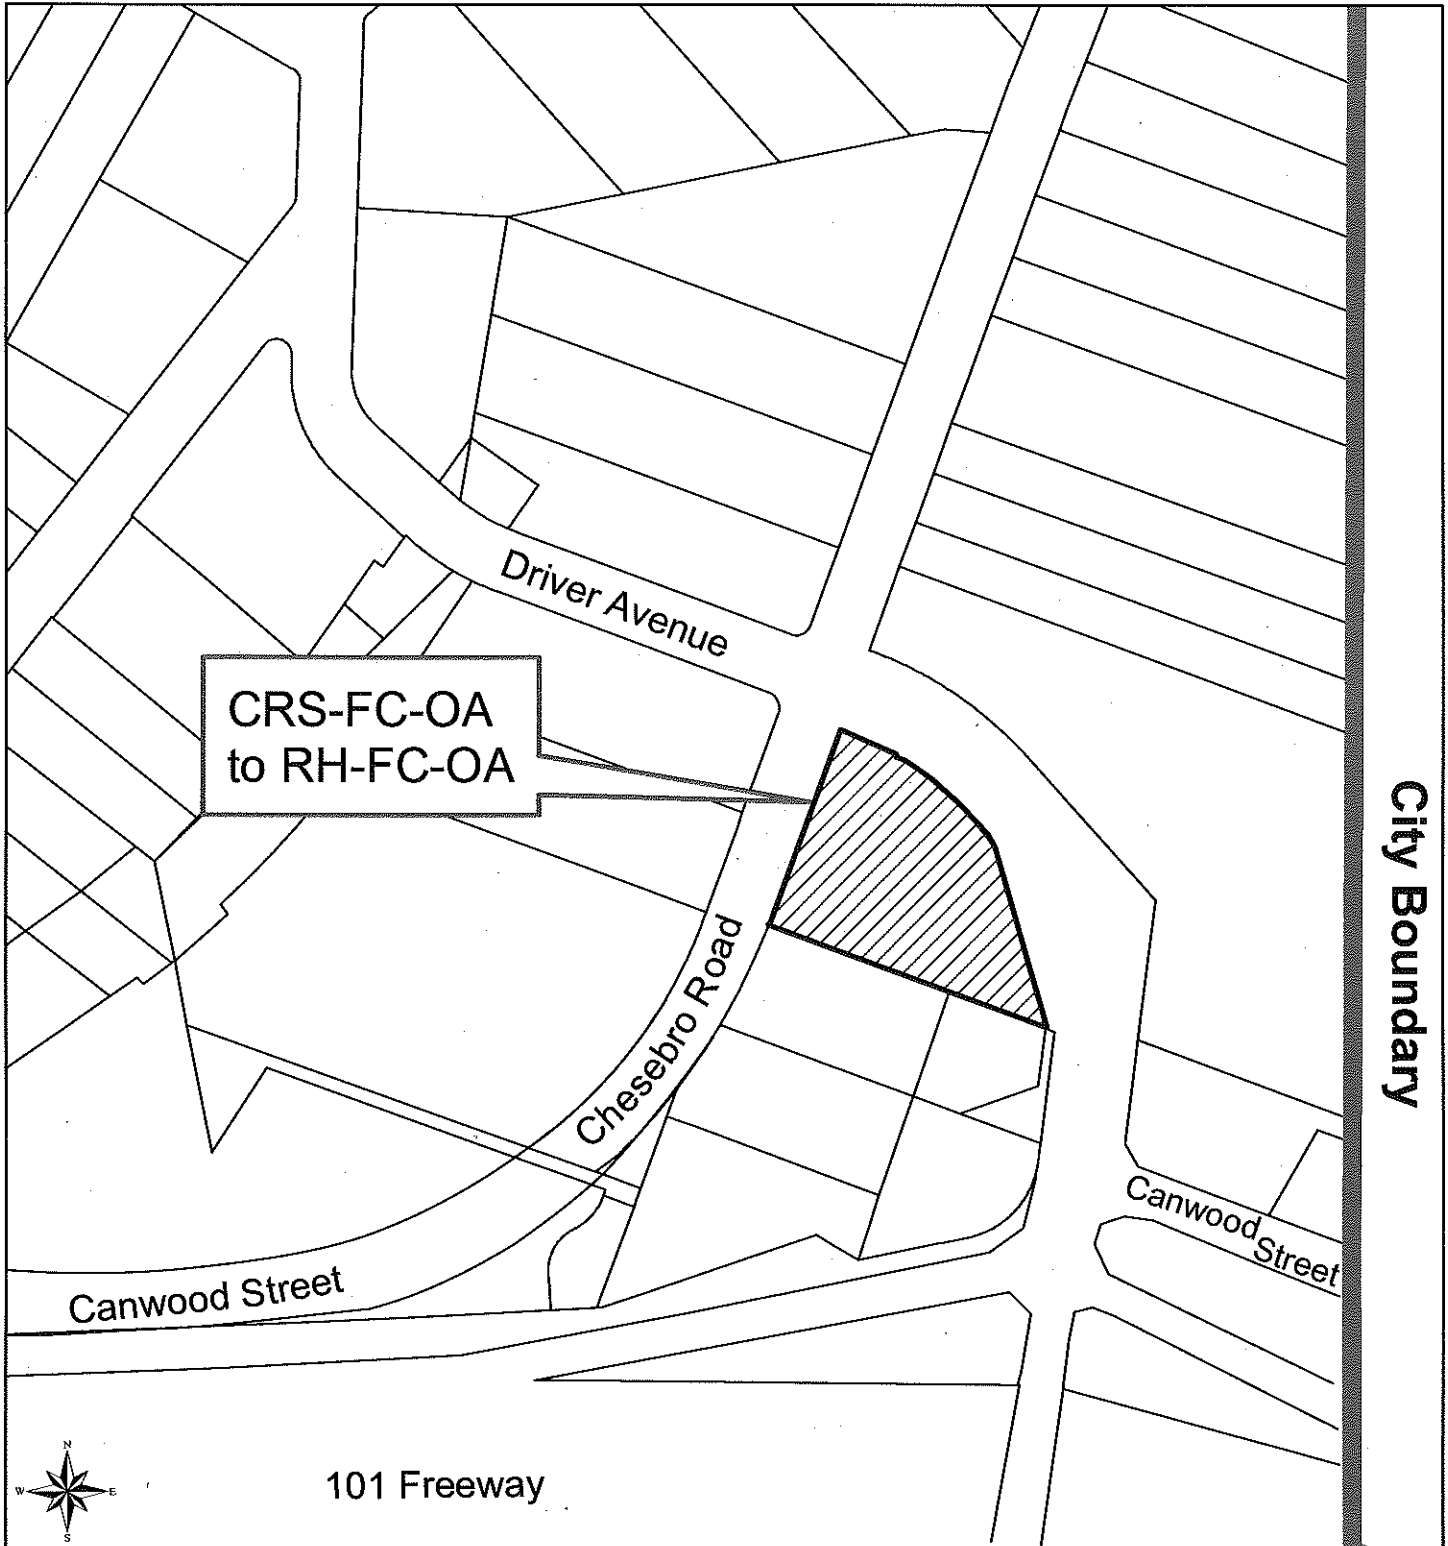 Driver Avenue
CRS-FC-OA
to RH-FC-OA
City Boundary
Chesebro Road
Canwood
Street
Canwood Street
N
W
E
S
101 Freeway